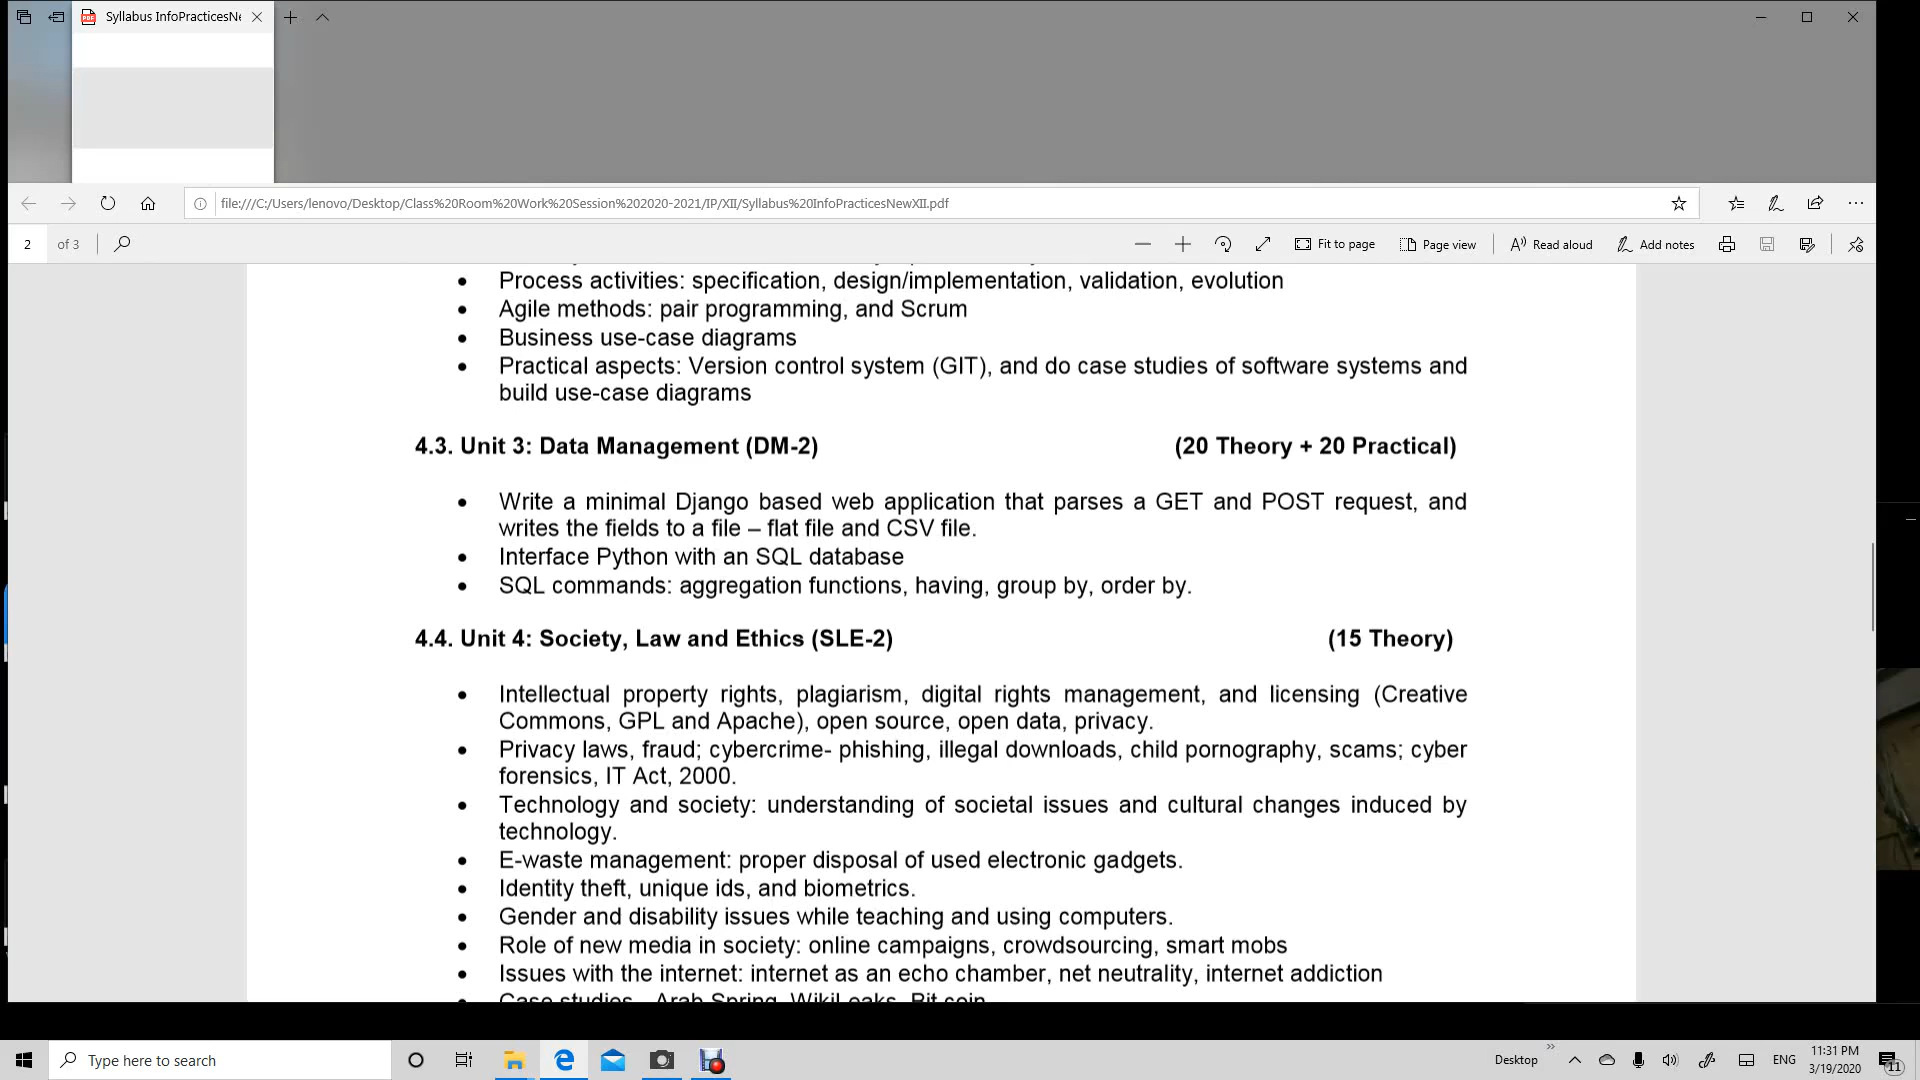 Syllabus InfoPracticesNe
file:///C:/Users/lenovo/Desktop/Class%20Room%20Work%20Session%202020-2021/IP/XII/Syllabus%20InfoPracticesNewXII.pdf
2 of 3 Fit to page Page view Read aloud Add notes
• Process activities: specification, design/implementation, validation, evolution
• Agile methods: pair programming, and Scrum
• Business use-case diagrams
• Practical aspects: Version control system (GIT), and do case studies of software systems and
build use-case diagrams
4.3. Unit 3: Data Management (DM-2) (20 Theory + 20 Practical)
• Write a minimal Django based web application that parses a GET and POST request, and
writes the fields to a file – flat file and CSV file.
• Interface Python with an SQL database
• SQL commands: aggregation functions, having, group by, order by.
4.4. Unit 4: Society, Law and Ethics (SLE-2) (15 Theory)
• Intellectual property rights, plagiarism, digital rights management, and licensing (Creative
Commons, GPL and Apache), open source, open data, privacy.
• Privacy laws, fraud; cybercrime- phishing, illegal downloads, child pornography, scams; cyber
forensics, IT Act, 2000.
• Technology and society: understanding of societal issues and cultural changes induced by
technology.
• E-waste management: proper disposal of used electronic gadgets.
• Identity theft, unique ids, and biometrics.
• Gender and disability issues while teaching and using computers.
• Role of new media in society: online campaigns, crowdsourcing, smart mobs
• Issues with the internet: internet as an echo chamber, net neutrality, internet addiction
• Case studies - Arab Spring, WikiLeaks, Bit coin
Type here to search
Desktop
ENG
11:31 PM
3/19/2020
11